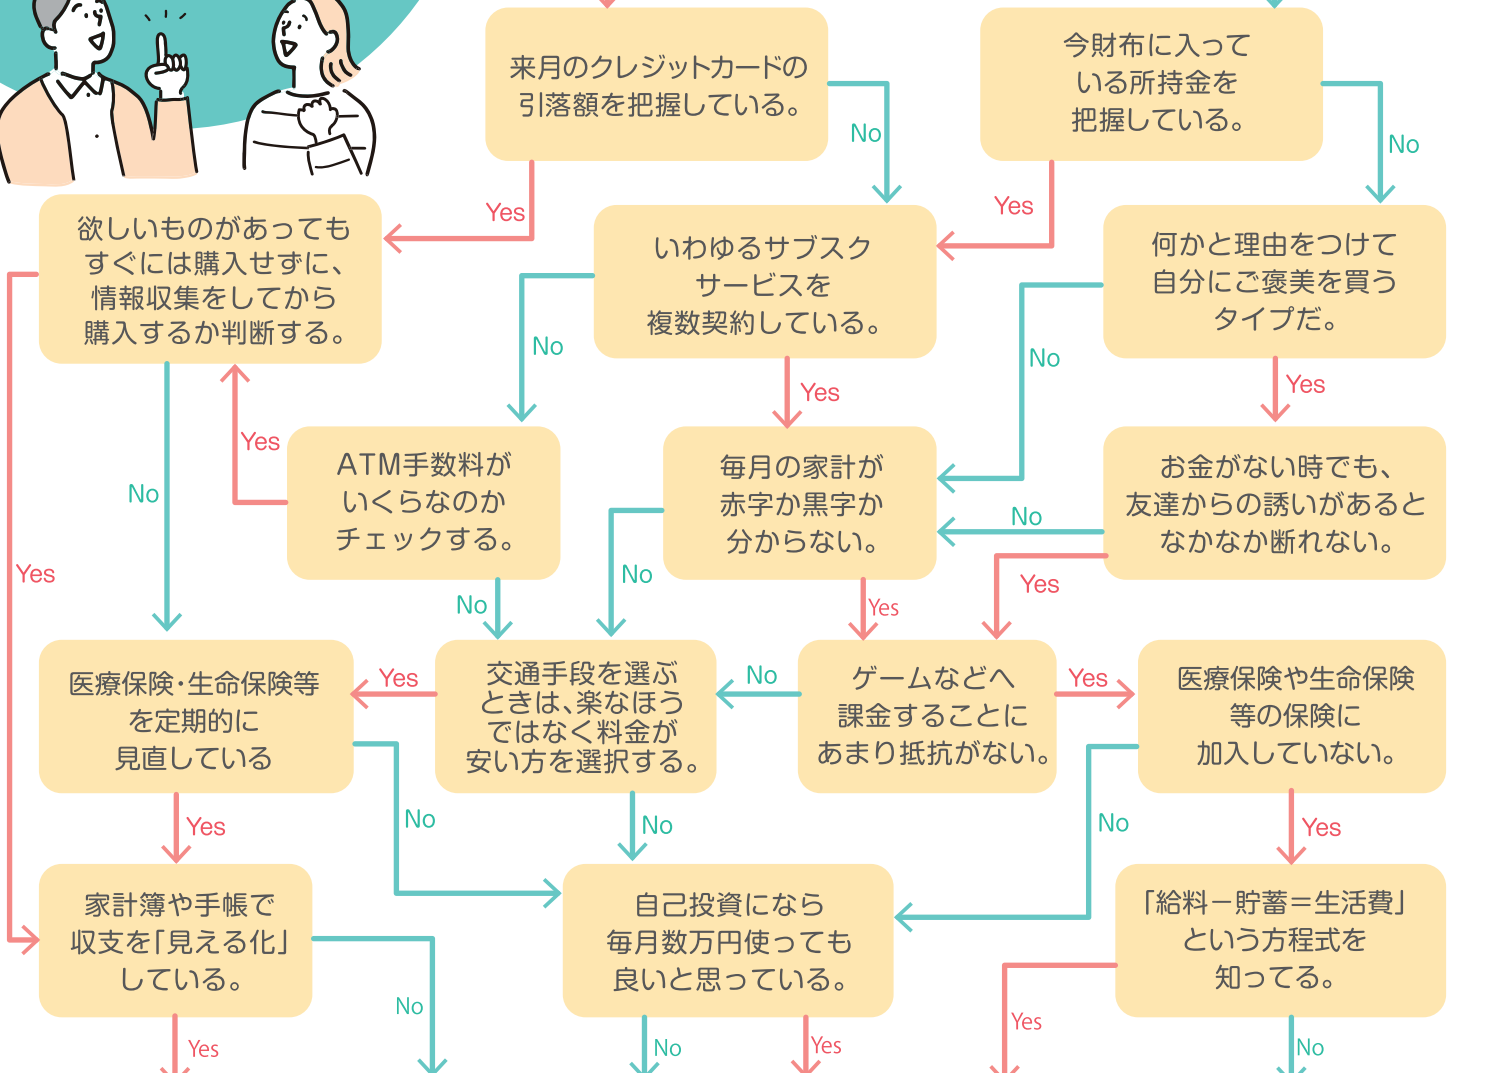 来月のクレジットカードの
引落額を把握している。
今財布に入って
いる所持金を
把握している。
No
No
Yes
Yes
欲しいものがあっても
すぐには購入せずに、
情報収集をしてから
購入するか判断する。
いわゆるサブスク
サービスを
複数契約している。
何かと理由をつけて
自分にご褒美を買う
タイプだ。
No
No
Yes
Yes
Yes
No
ATM手数料が
いくらなのか
チェックする。
毎月の家計が
赤字か黒字か
分からない。
お金がない時でも、
友達からの誘いがあると
なかなか断れない。
No
Yes
No
No
Yes
Yes
医療保険・生命保険等
を定期的に
見直している
Yes
交通手段を選ぶ
ときは、楽なほう
ではなく料金が
安い方を選択する。
No
ゲームなどへ
課金することに
あまり抵抗がない。
Yes
医療保険や生命保険
等の保険に
加入していない。
Yes
No
No
No
Yes
家計簿や手帳で
収支を「見える化」
している。
自己投資になら
毎月数万円使っても
良いと思っている。
「給料－貯蓄＝生活費」
という方程式を
知ってる。
No
Yes
Yes
No
Yes
No